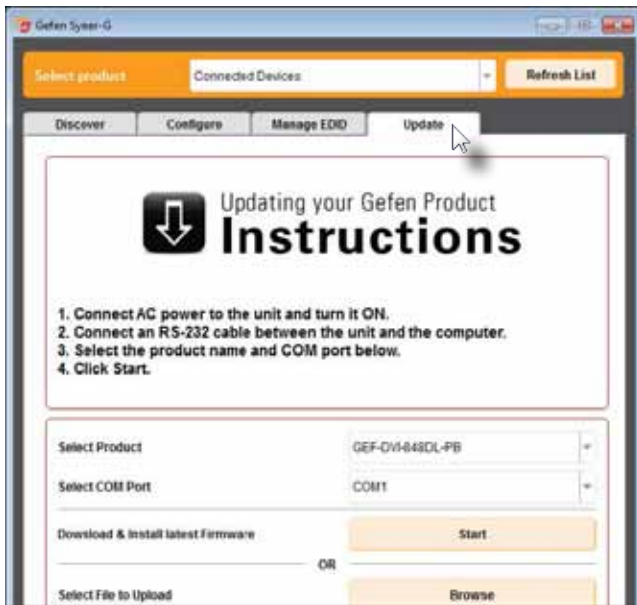 Gefen Syner-G
Select product Connected Devices Refresh List
Discover Configure Manage EDID Update
Updating your Gefen Product
Instructions
1. Connect AC power to the unit and turn it ON.
2. Connect an RS-232 cable between the unit and the computer.
3. Select the product name and COM port below.
4. Click Start.
Select Product GEF-DVI-848DL-PB
Select COM Port COM1
Download & Install latest Firmware Start
OR
Select File to Upload Browse